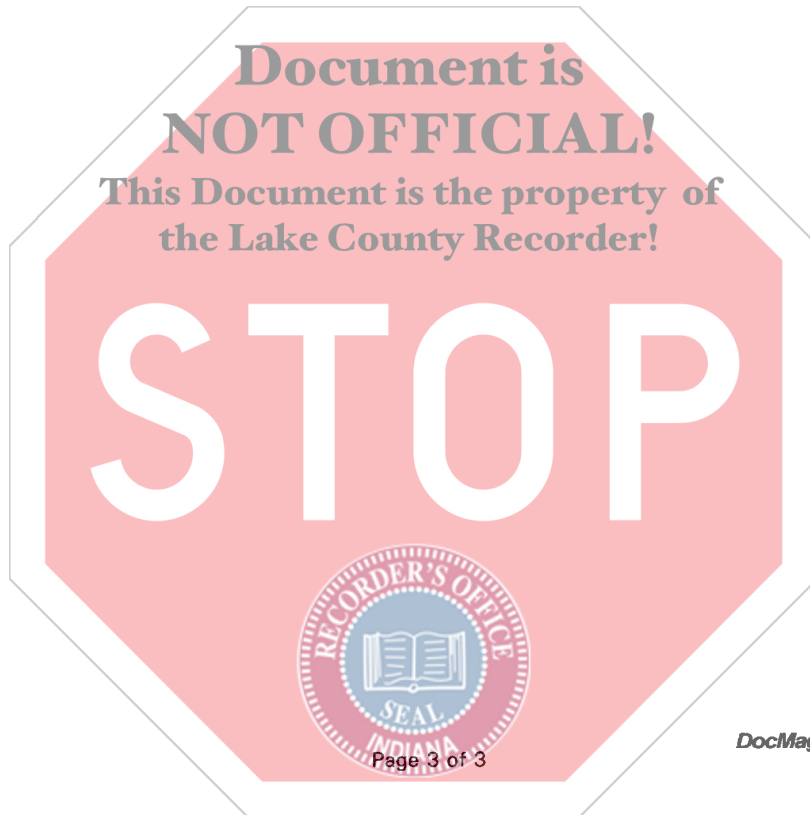 Document is
NOT OFFICIAL!
This Document is the property of
the Lake County Recorder!
STOP
RECORDER'S OFFICE
SEAL
INDIANA
Page 3 of 3
DocMag